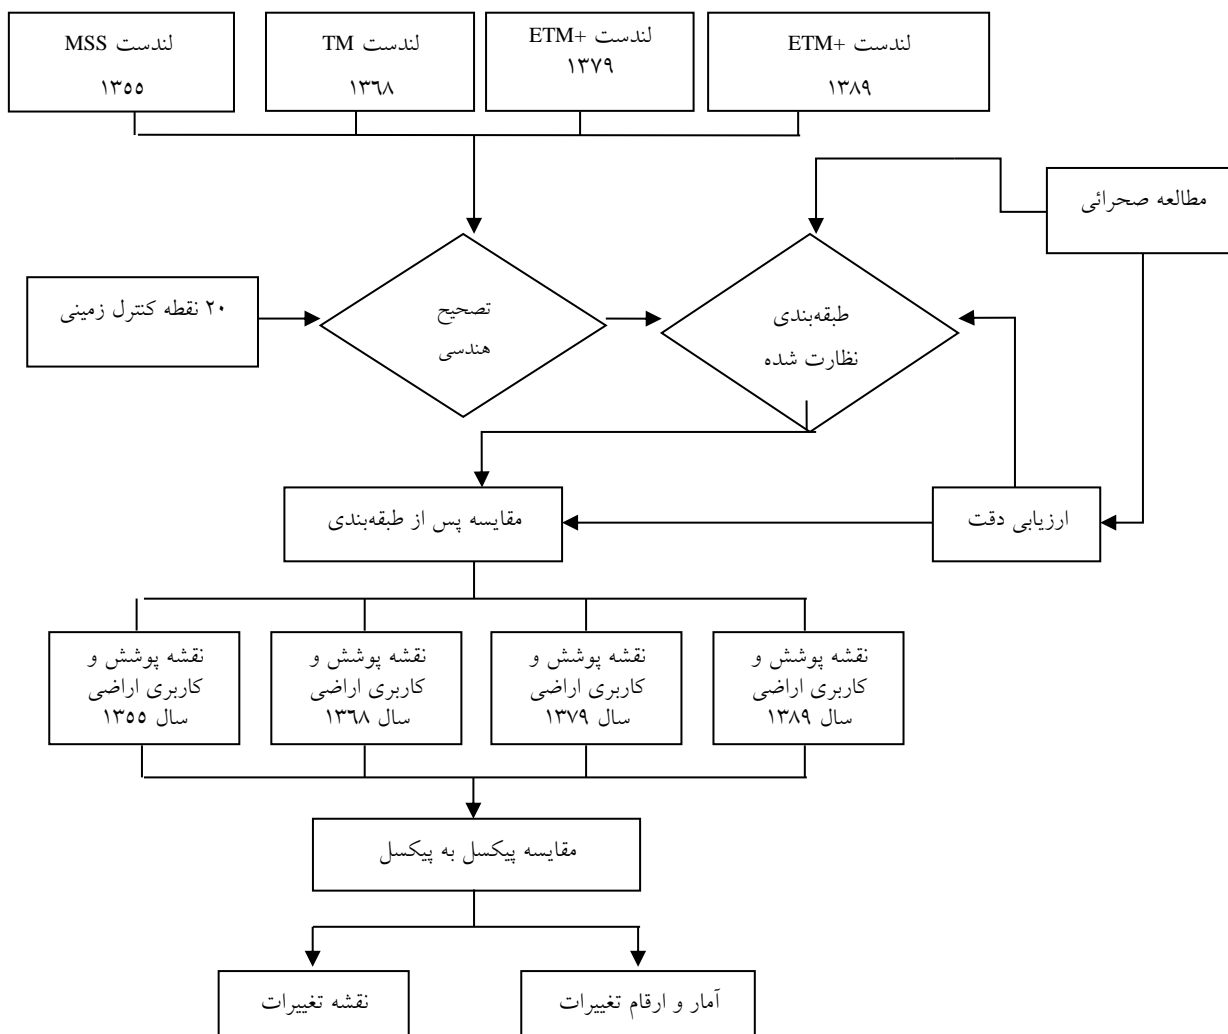 لندست MSS
۱۳۵۵
لندست TM
۱۳۶۸
لندست ETM+
۱۳۷۹
لندست ETM+
۱۳۸۹
مطالعه صحرائی
۲۰ نقطه کنترل زمینی
تصحیح
هندسی
طبقه‌بندی
نظارت شده
مقایسه پس از طبقه‌بندی
ارزیابی دقت
نقشه پوشش و
کاربری اراضی
سال ۱۳۵۵
نقشه پوشش و
کاربری اراضی
سال ۱۳۶۸
نقشه پوشش و
کاربری اراضی
سال ۱۳۷۹
نقشه پوشش و
کاربری اراضی
سال ۱۳۸۹
مقایسه پیکسل به پیکسل
نقشه تغییرات
آمار و ارقام تغییرات